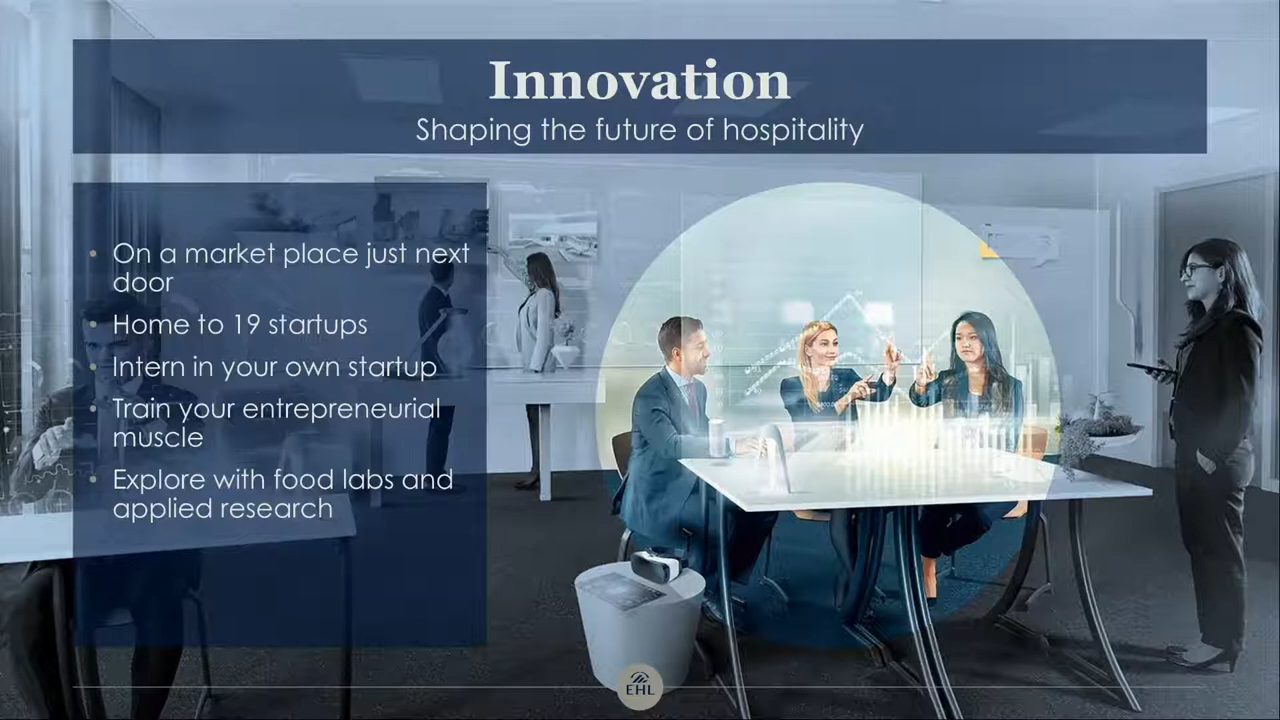 Innovation
Shaping the future of hospitality
• On a market place just next
door
• Home to 19 startups
• Intern in your own startup
• Train your entrepreneurial
muscle
• Explore with food labs and
applied research
EHL